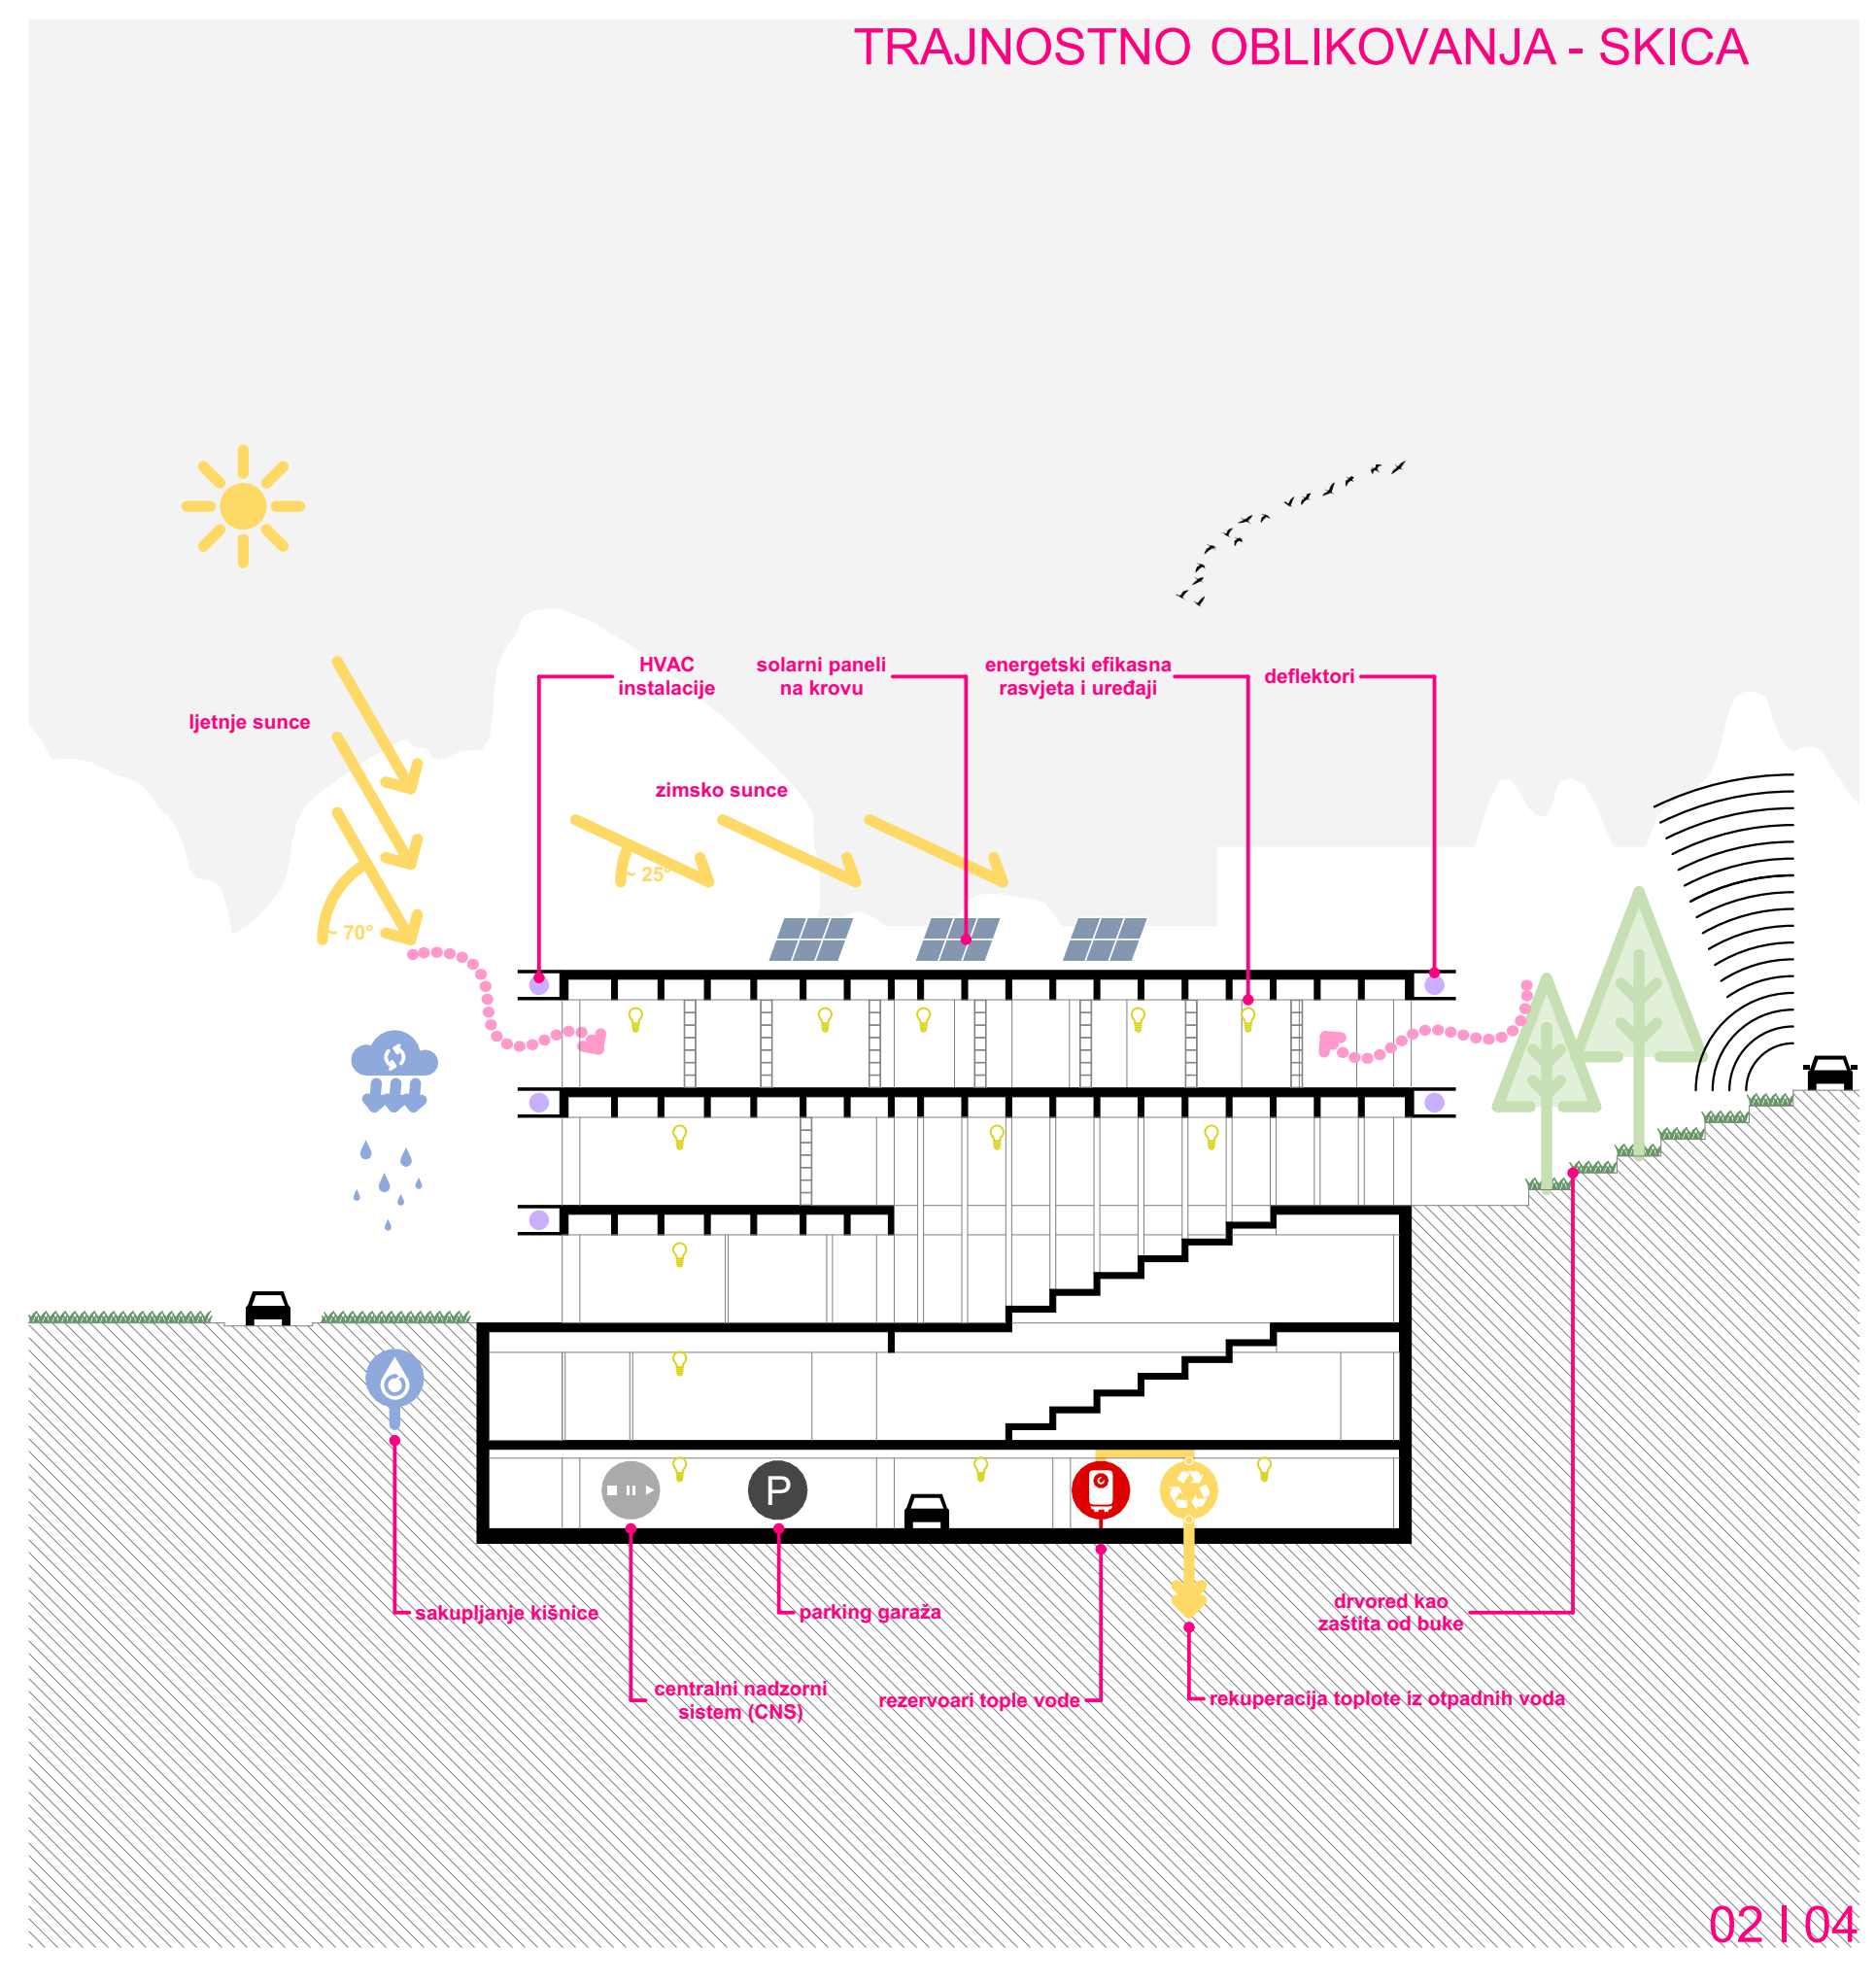 TRAJNOSTNO OBLIKOVANJA - SKICA
HVAC
instalacije
solarni paneli
na krovu
energetski efikasna
rasvjeta i uređaji
deflektori
ljetnje sunce
zimsko sunce
~ 25°
~ 70°
P
sakupljanje kišnice
parking garaža
drvored kao
zaštita od buke
centralni nadzorni
sistem (CNS)
rezervoari tople vode
rekuperacija toplote iz otpadnih voda
02 I 04